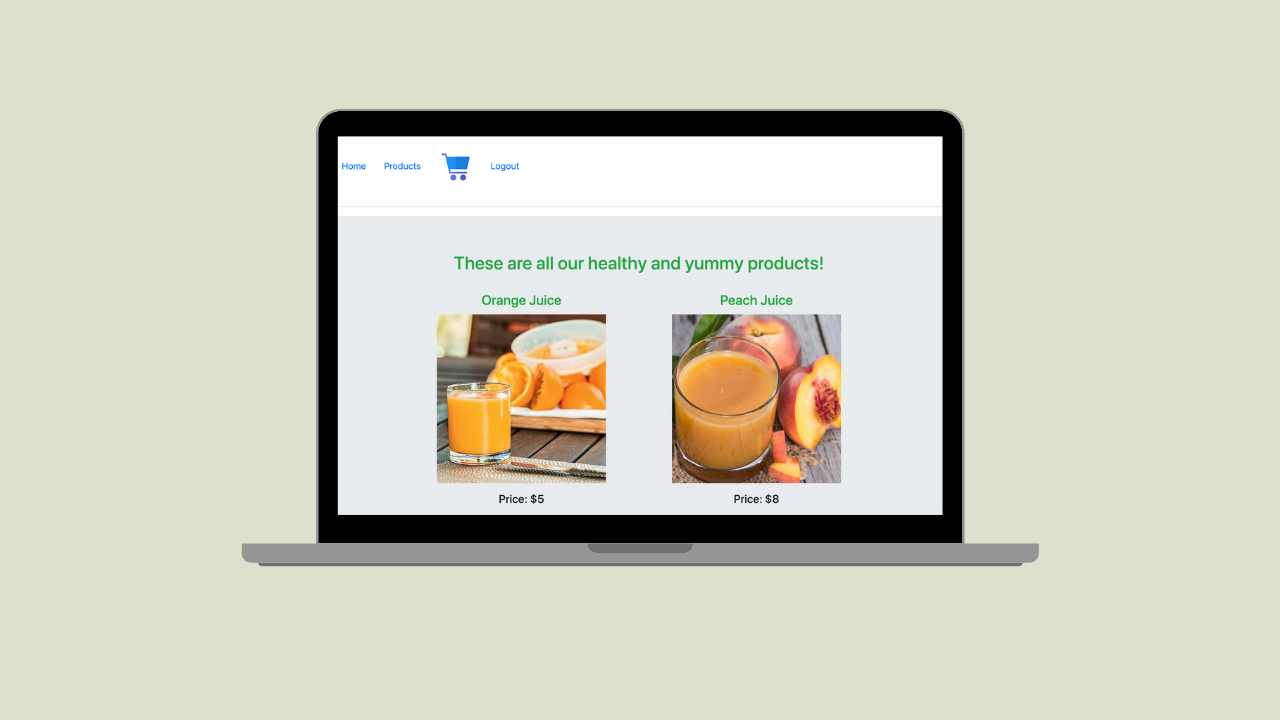 Home Products Logout
These are all our healthy and yummy products!
Orange Juice Peach Juice
Price: $5 Price: $8